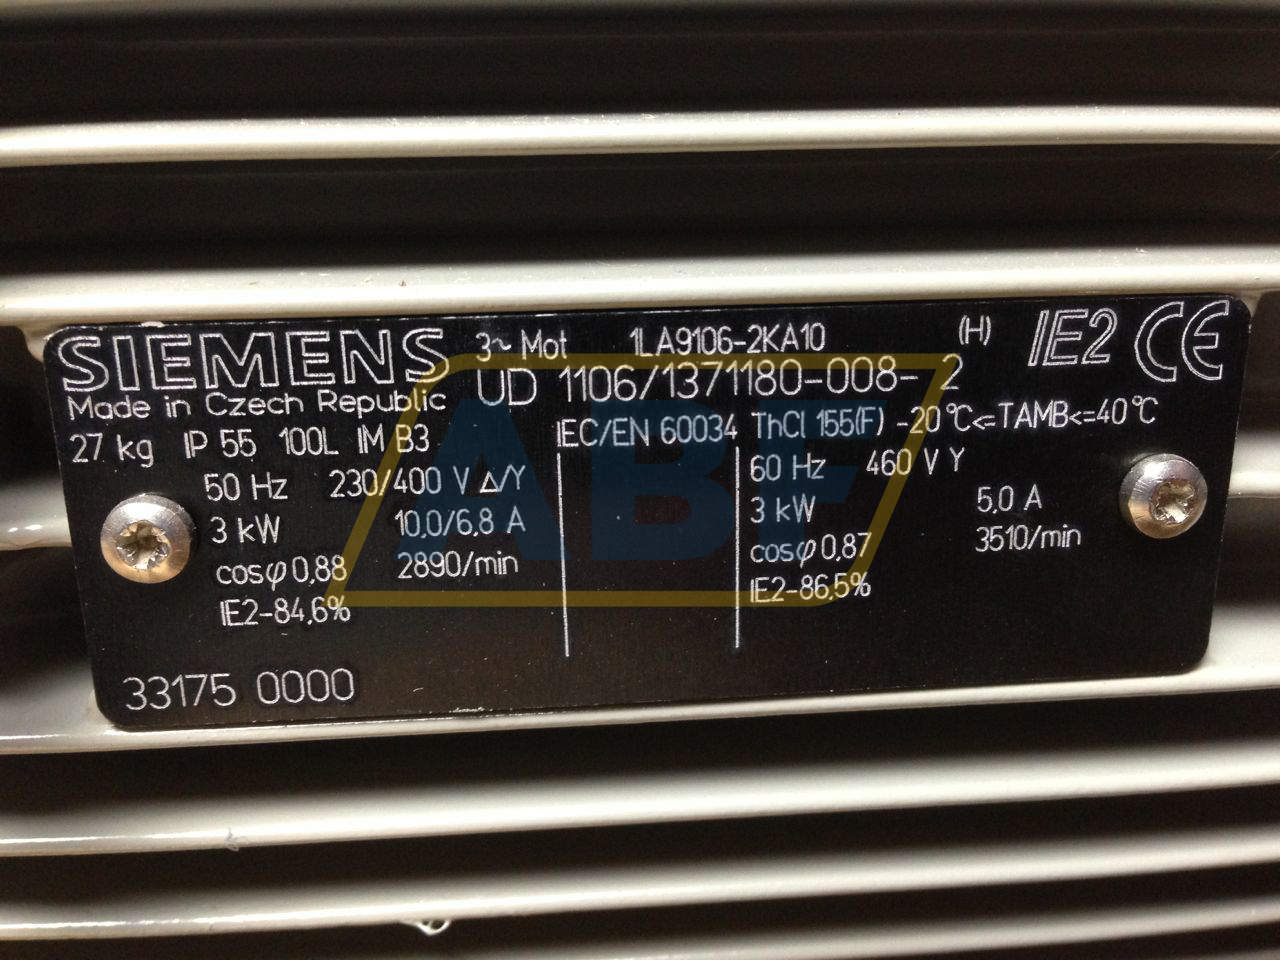 SIEMENS 3~ Mot 1LA9106-2KA10 (H) IE2 CE
UD 1106/1371180-008- 2
Made in Czech Republic
27 kg IP 55 100L IM B3 IEC/EN 60034 ThCl 155(F) -20°C<=TAMB<=40°C
50 Hz 230/400 V Δ/Y 60 Hz 460 V Y
3 kW 10,0/6,8 A 3 kW 5,0 A
cosφ 0,88 2890/min cosφ 0,87 3510/min
IE2-84,6% IE2-86,5%
33175 0000
ABF